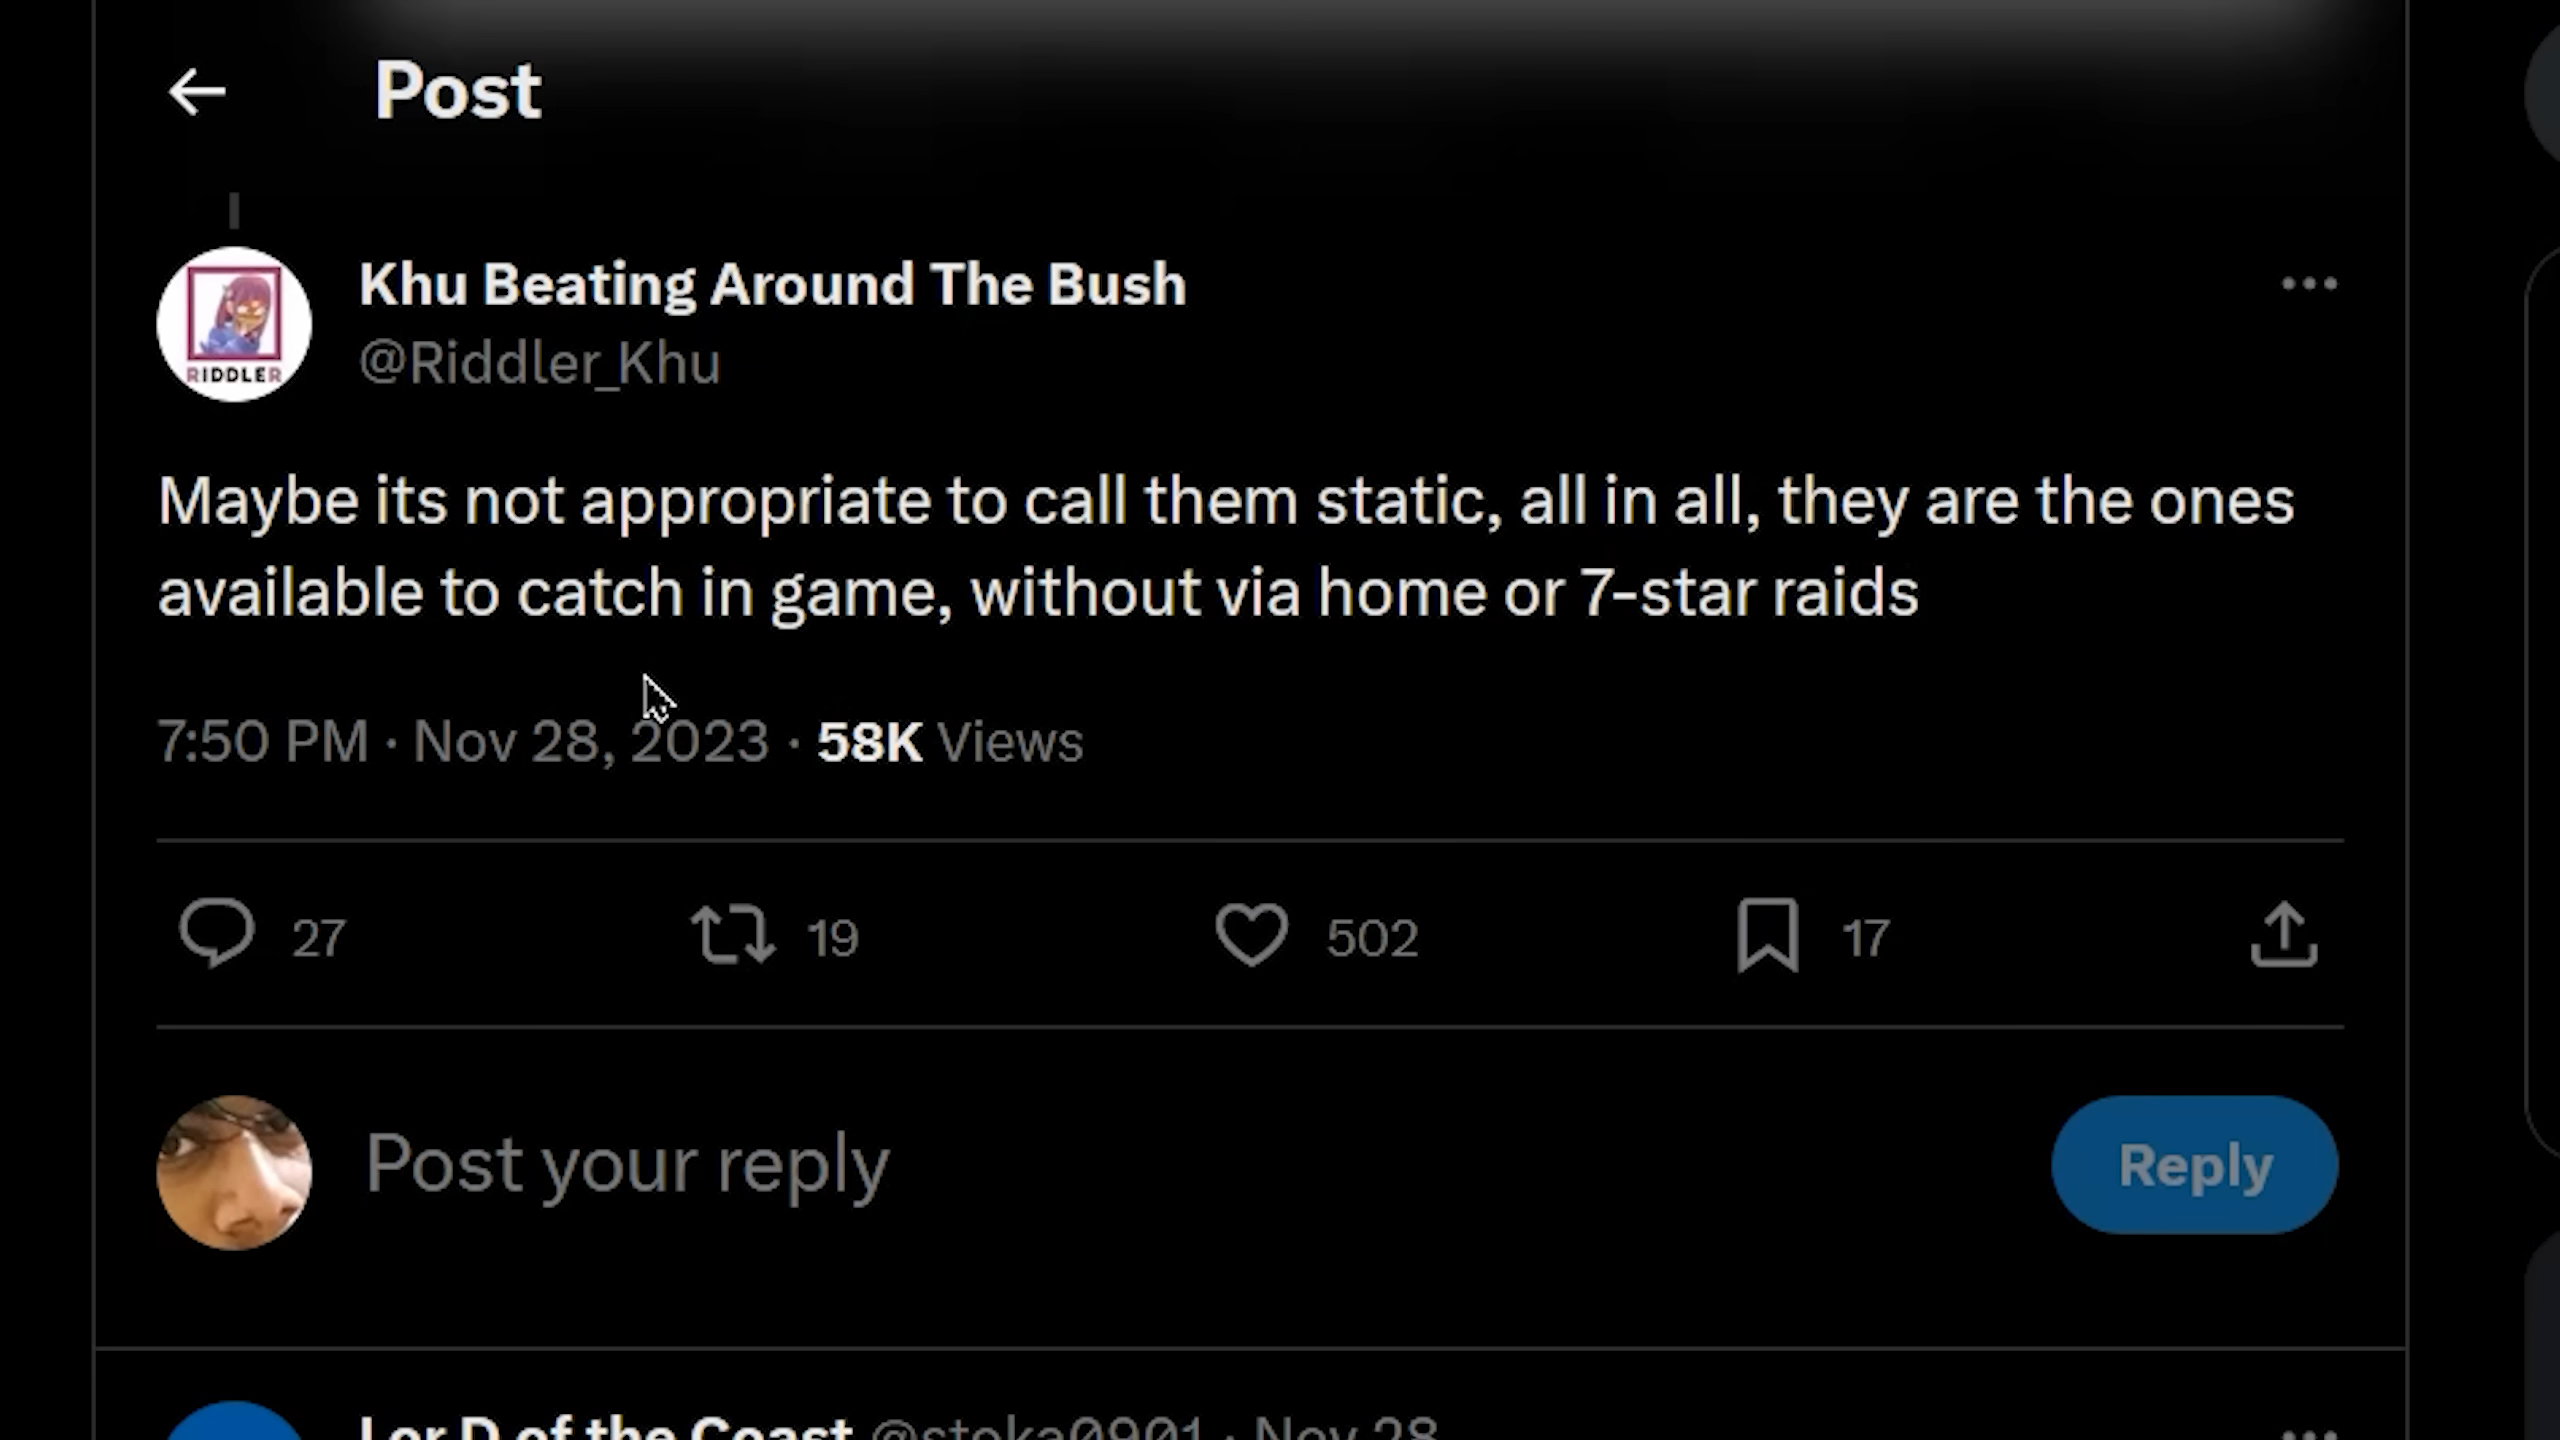 Post
Khu Beating Around The Bush
@Riddler_Khu
RIDDLER
Maybe its not appropriate to call them static, all in all, they are the ones
available to catch in game, without via home or 7-star raids
7:50 PM · Nov 28, 2023 · 58K Views
27 19 502 17
Post your reply
Reply
Lor D of the Coast @stoka0901 · Nov 28